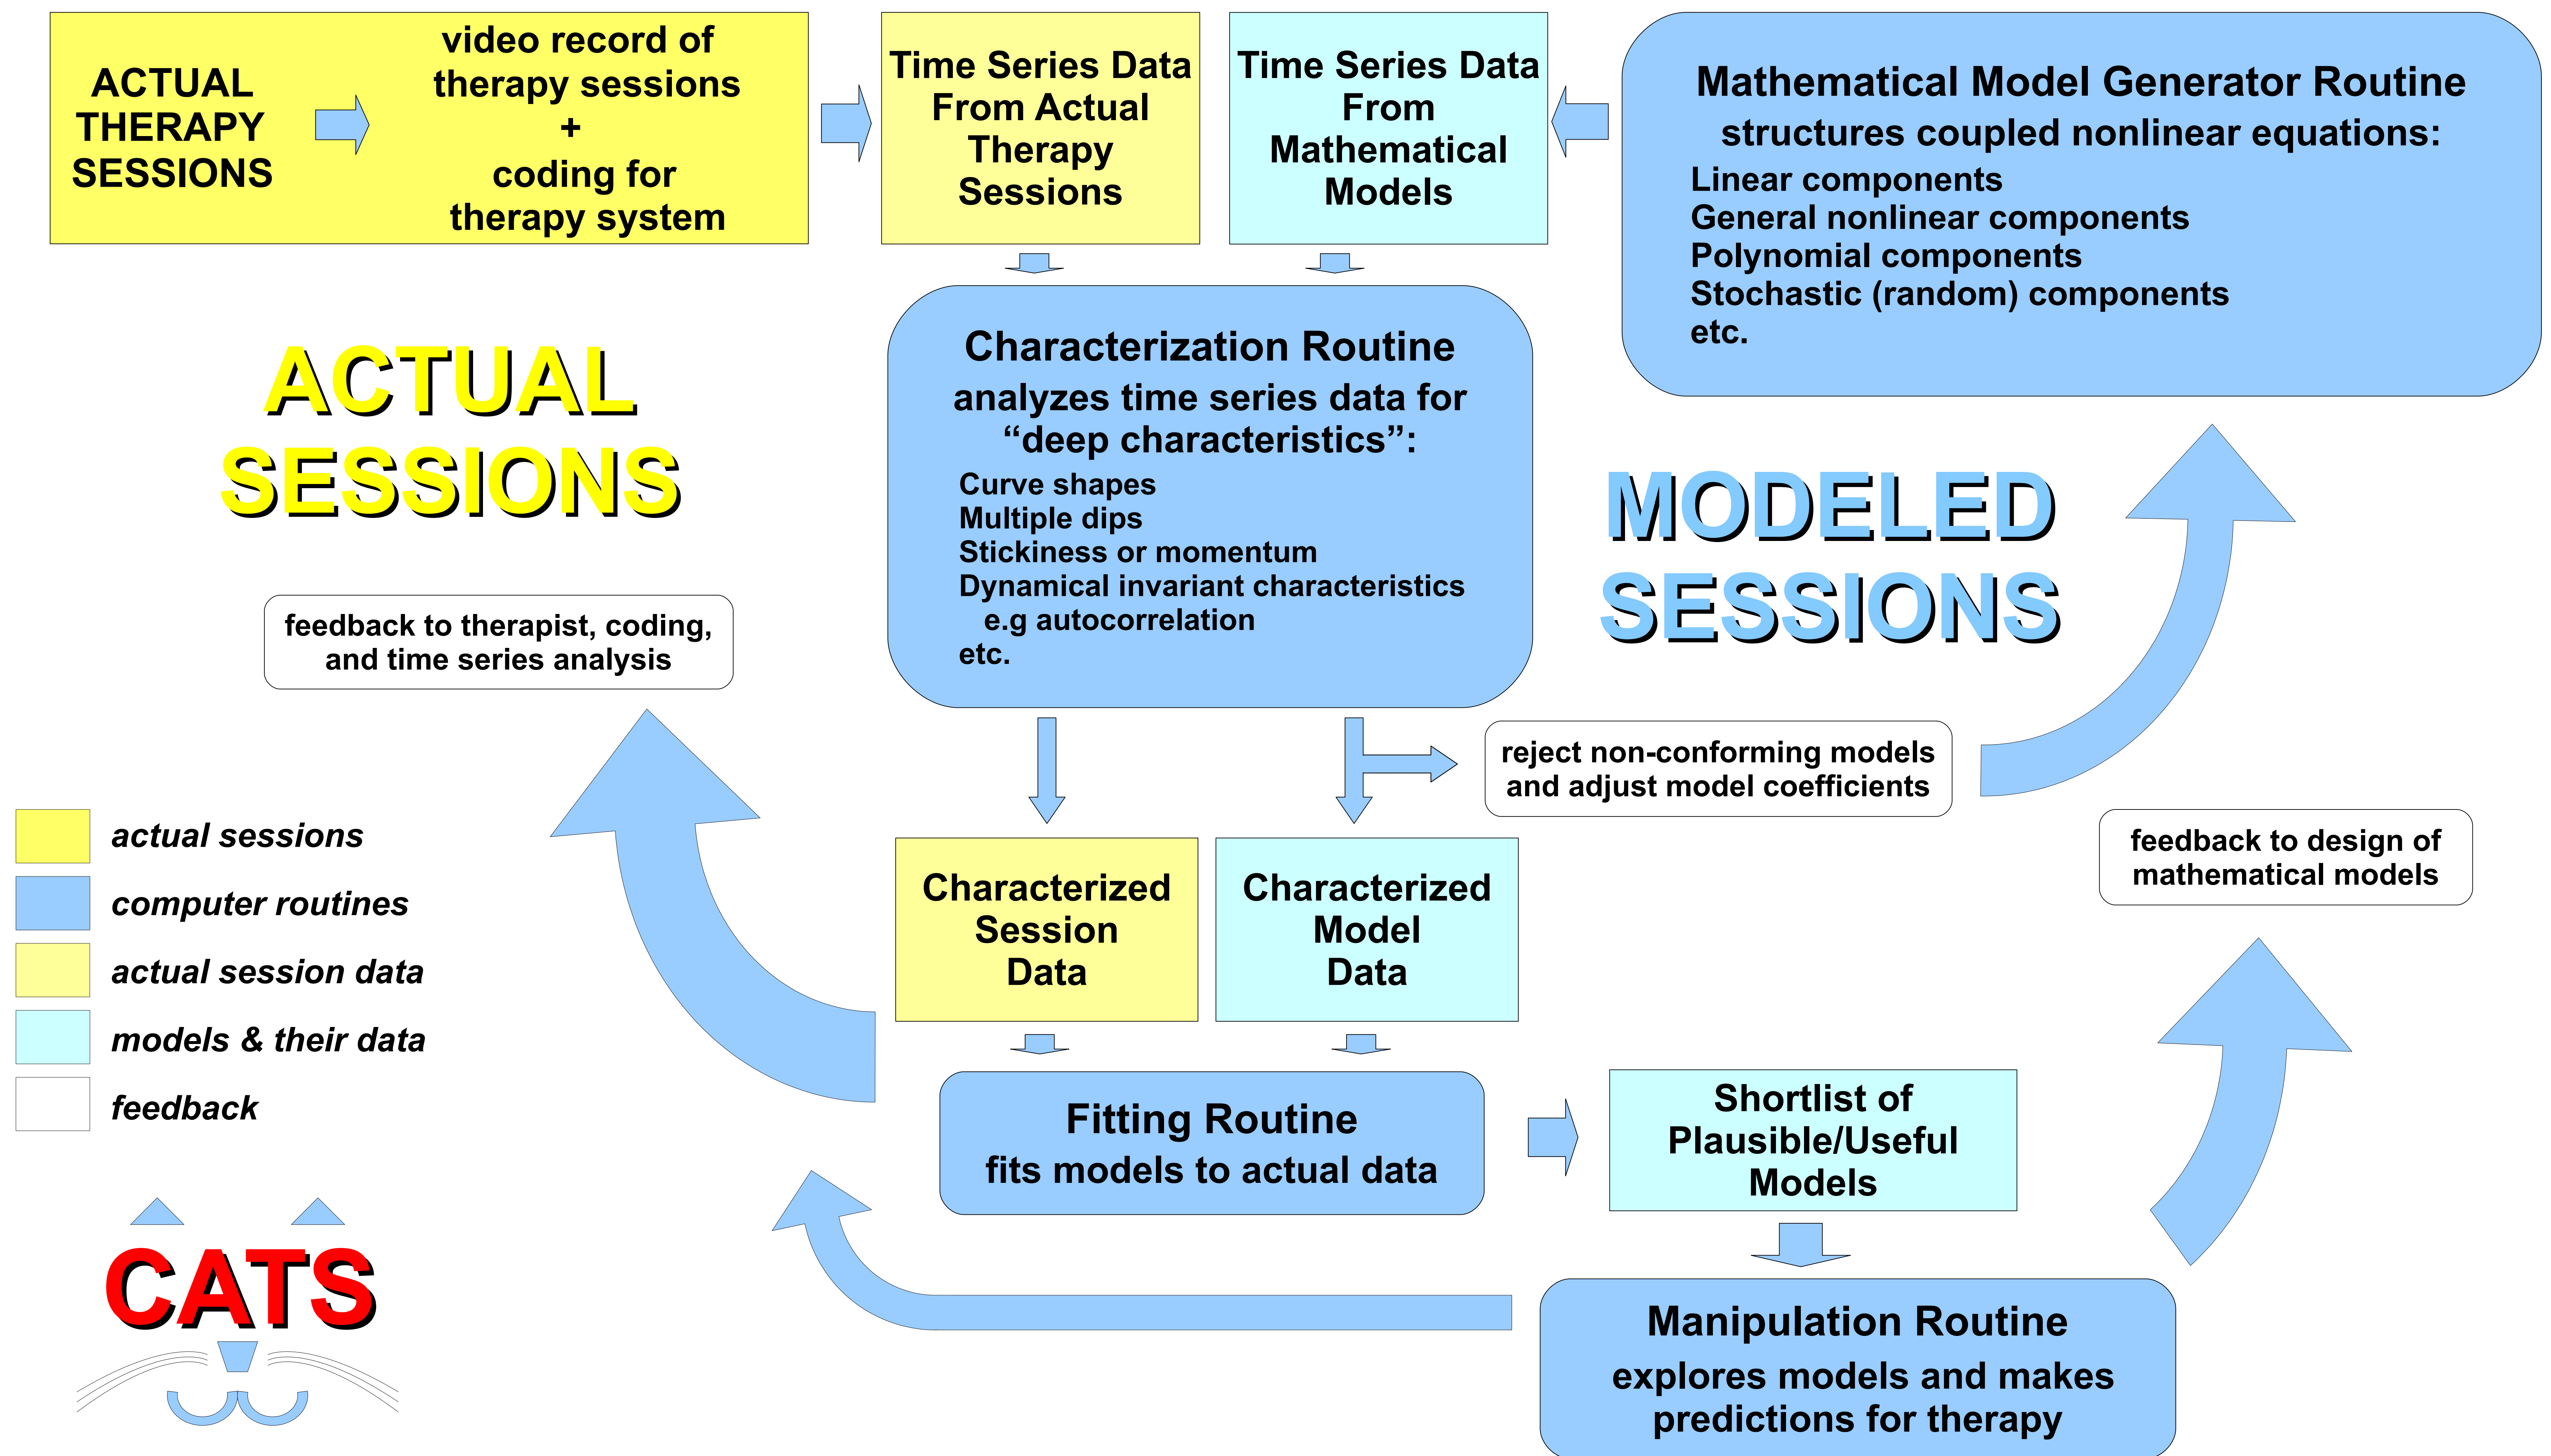 ACTUAL
THERAPY
SESSIONS
video record of
therapy sessions
+
coding for
therapy system
Time Series Data
From Actual
Therapy
Sessions
Time Series Data
From
Mathematical
Models
Mathematical Model Generator Routine
structures coupled nonlinear equations:
Linear components
General nonlinear components
Polynomial components
Stochastic (random) components
etc.
ACTUAL
SESSIONS
Characterization Routine
analyzes time series data for
“deep characteristics”:
Curve shapes
Multiple dips
Stickiness or momentum
Dynamical invariant characteristics
e.g autocorrelation
etc.
MODELED
SESSIONS
feedback to therapist, coding,
and time series analysis
reject non-conforming models
and adjust model coefficients
feedback to design of
mathematical models
actual sessions
computer routines
actual session data
models & their data
feedback
Characterized
Session
Data
Characterized
Model
Data
Fitting Routine
fits models to actual data
Shortlist of
Plausible/Useful
Models
Manipulation Routine
explores models and makes
predictions for therapy
CATS